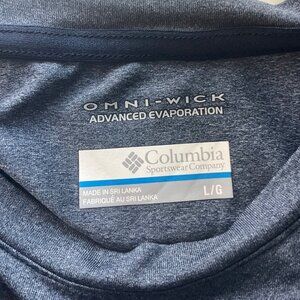 OMNI-WICK
ADVANCED EVAPORATION
Columbia
Sportswear Company
MADE IN SRI LANKA
FABRIQUÉ AU SRI LANKA
L/G